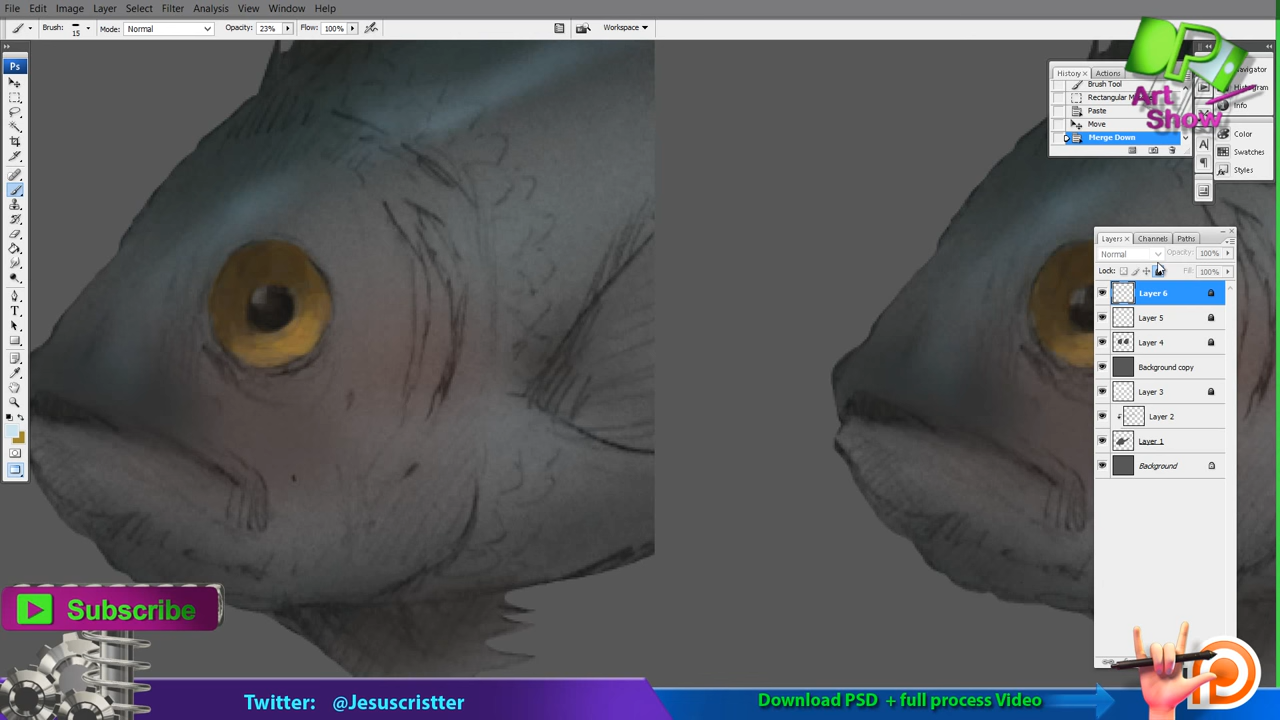 File Edit Image Layer Select Filter Analysis View Window Help
Brush: 15 Mode: Normal Opacity: 23% Flow: 100% Workspace
Ps
Art
Show
History Actions
Brush Tool
Rectangular
Paste
Move
Merge Down
Navigator
Histogram
Info
Color
Swatches
Styles
Layers Channels Paths
Normal Opacity: 100%
Lock: Fill: 100%
Layer 6
Layer 5
Layer 4
Background copy
Layer 3
Layer 2
Layer 1
Background
Subscribe
Twitter: @Jesuscristter
Download PSD + full process Video